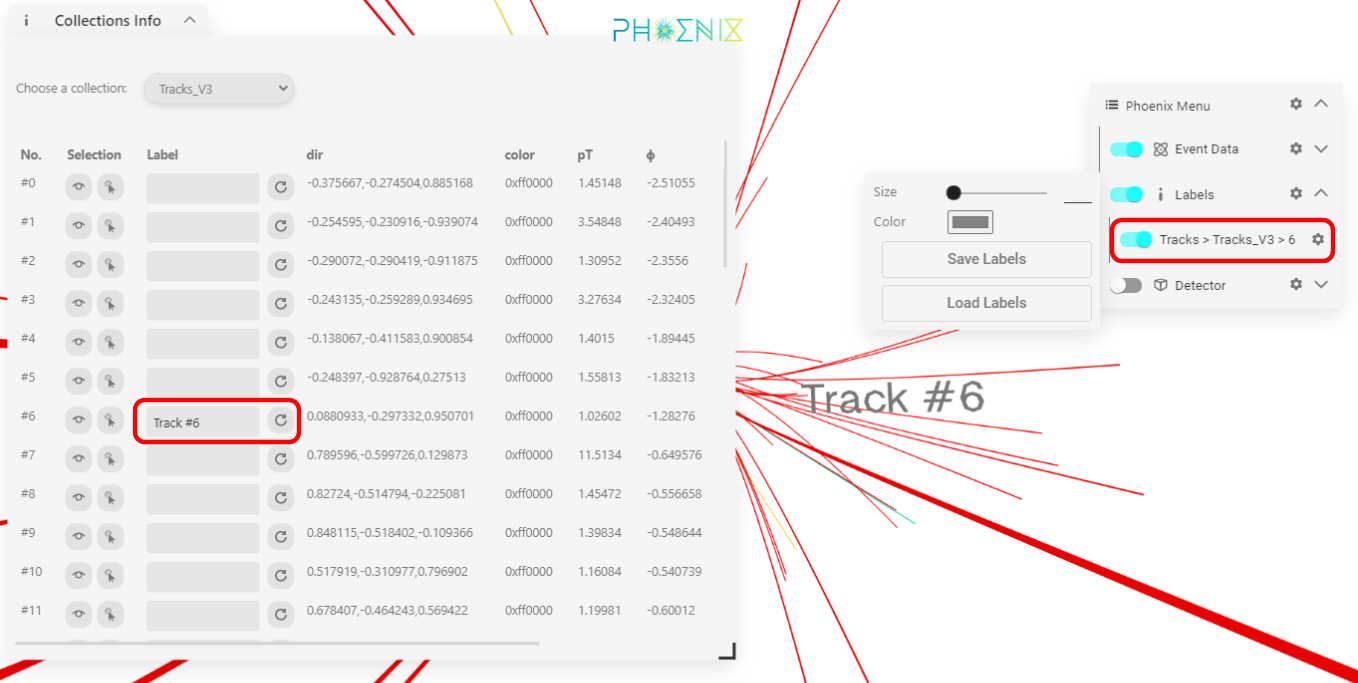 Collections Info
PHOENIX
Choose a collection: Tracks_V3
No. Selection Label dir color pT ϕ
#0 -0.375667,-0.274504,0.885168 0xff0000 1.45148 -2.51055
#1 -0.254595,-0.230916,-0.939074 0xff0000 3.54848 -2.40493
#2 -0.290072,-0.290419,-0.911875 0xff0000 1.30952 -2.3556
#3 -0.243135,-0.259289,0.934695 0xff0000 3.27634 -2.32405
#4 -0.138067,-0.411583,0.900854 0xff0000 1.4015 -1.89445
#5 -0.248397,-0.928764,0.27513 0xff0000 1.55813 -1.83213
#6 Track #6 0.0880933,-0.297332,0.950701 0xff0000 1.02602 -1.28276
#7 0.789596,-0.599726,0.129873 0xff0000 11.5134 -0.649576
#8 0.82724,-0.514794,-0.225081 0xff0000 1.45472 -0.556658
#9 0.848115,-0.518402,-0.109366 0xff0000 1.39834 -0.548644
#10 0.517919,-0.310977,0.796902 0xff0000 1.16084 -0.540739
#11 0.678407,-0.464243,0.569422 0xff0000 1.19981 -0.60012
Track #6
Size
Color
Save Labels
Load Labels
Phoenix Menu
Event Data
Labels
Tracks > Tracks_V3 > 6
Detector